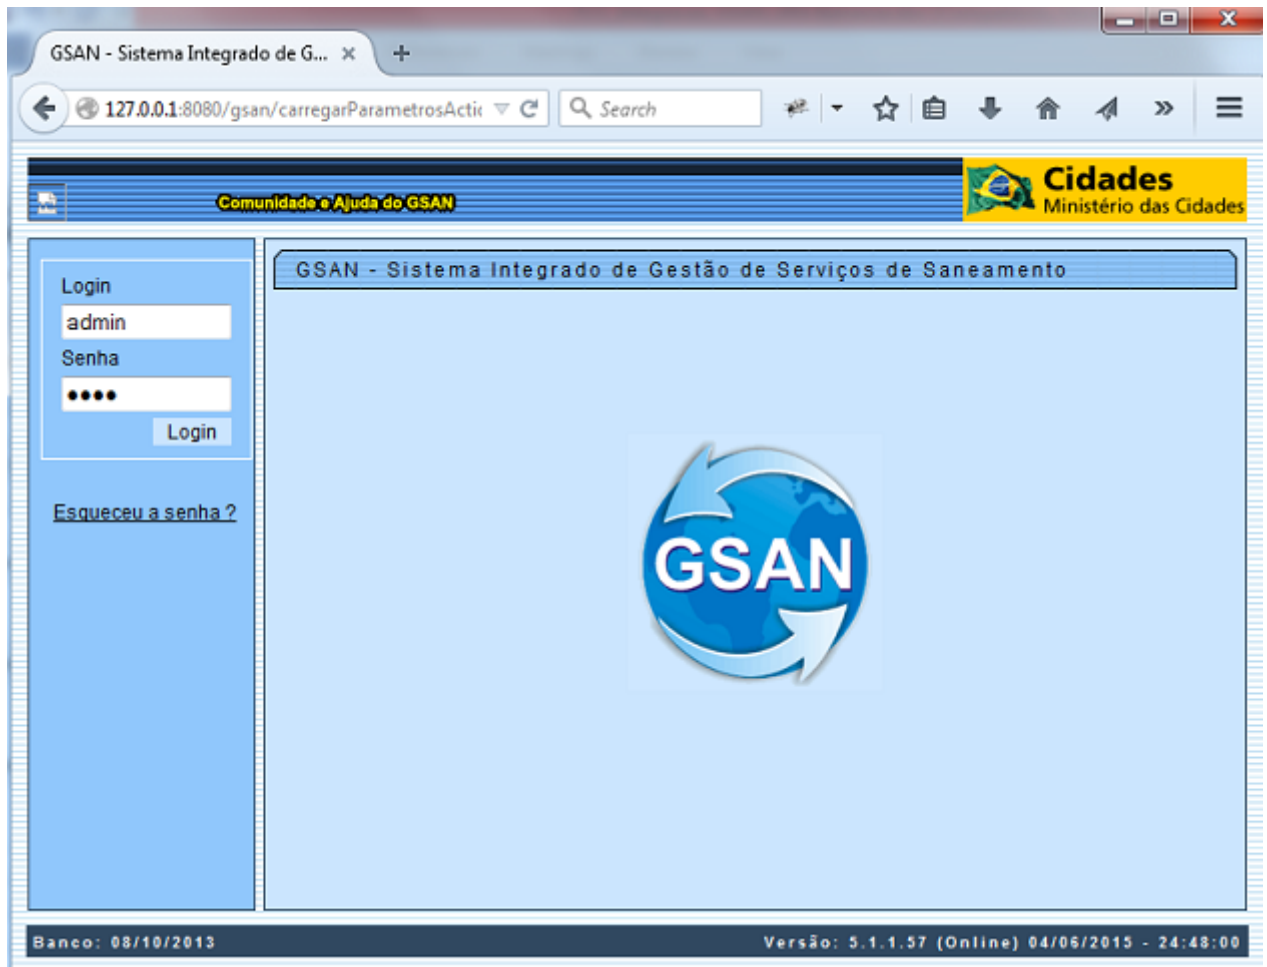 GSAN - Sistema Integrado de G...
127.0.0.1:8080/gsan/carregarParametrosActic
Search
Comunidade e Ajuda do GSAN
Cidades
Ministério das Cidades
GSAN - Sistema Integrado de Gestão de Serviços de Saneamento
Login
admin
Senha
••••
Login
Esqueceu a senha ?
GSAN
Banco: 08/10/2013
Versão: 5.1.1.57 (Online) 04/06/2015 - 24:48:00